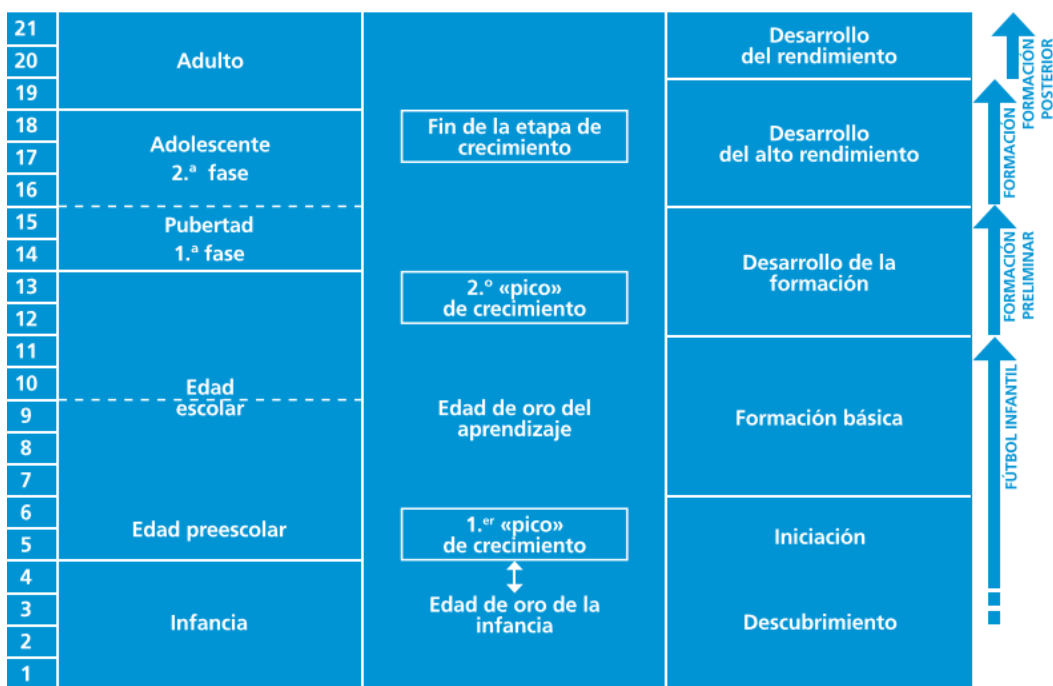 21
20
19
18
17
16
15
14
13
12
11
10
9
8
7
6
5
4
3
2
1
Adulto
Adolescente
2.ª fase
Pubertad
1.ª fase
Edad
escolar
Edad preescolar
Infancia
Fin de la etapa de
crecimiento
2.º «pico»
de crecimiento
Edad de oro del
aprendizaje
1.er «pico»
de crecimiento
Edad de oro de la
infancia
Desarrollo
del rendimiento
Desarrollo
del alto rendimiento
Desarrollo de la
formación
Formación básica
Iniciación
Descubrimiento
FORMACIÓN
POSTERIOR
FORMACIÓN
FORMACIÓN
PRELIMINAR
FÚTBOL INFANTIL